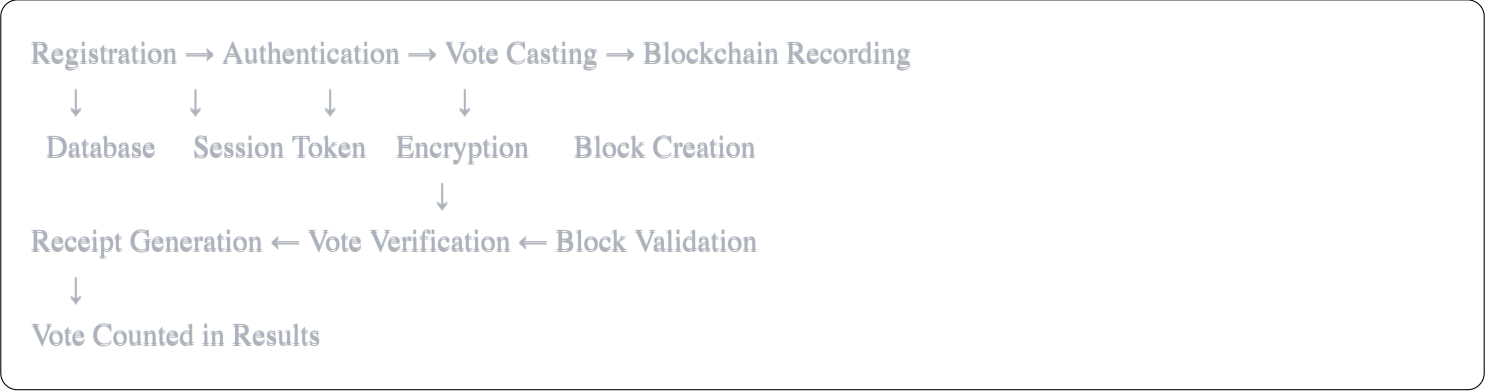 Registration → Authentication → Vote Casting → Blockchain Recording
↓ ↓ ↓ ↓
Database Session Token Encryption Block Creation
↓
Receipt Generation ← Vote Verification ← Block Validation
↓
Vote Counted in Results